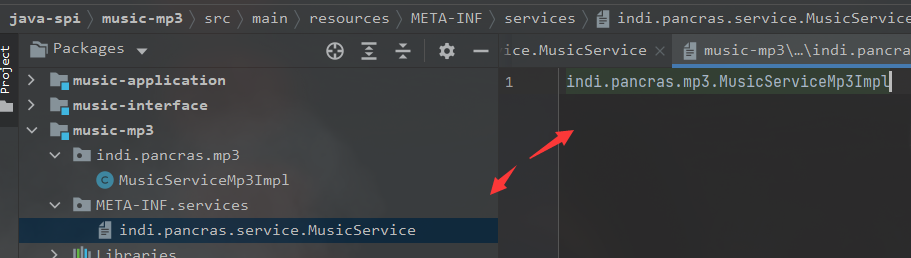 java-spi › music-mp3 › src › main › resources › META-INF › services › indi.pancras.service.MusicService
Project
Packages
ice.MusicService × music-mp3\...\indi.pancra
music-application
music-interface
music-mp3
indi.pancras.mp3
MusicServiceMp3Impl
META-INF.services
indi.pancras.service.MusicService
Libraries
1 indi.pancras.mp3.MusicServiceMp3Impl